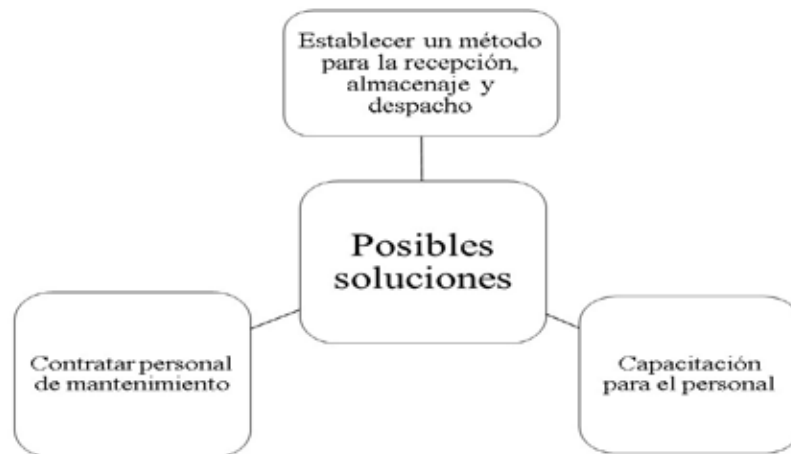 Establecer un método
para la recepción,
almacenaje y
despacho
Posibles
soluciones
Contratar personal
de mantenimiento
Capacitación
para el personal